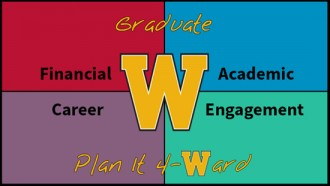 Graduate
Financial Academic
W
Career Engagement
Plan It 4-Ward